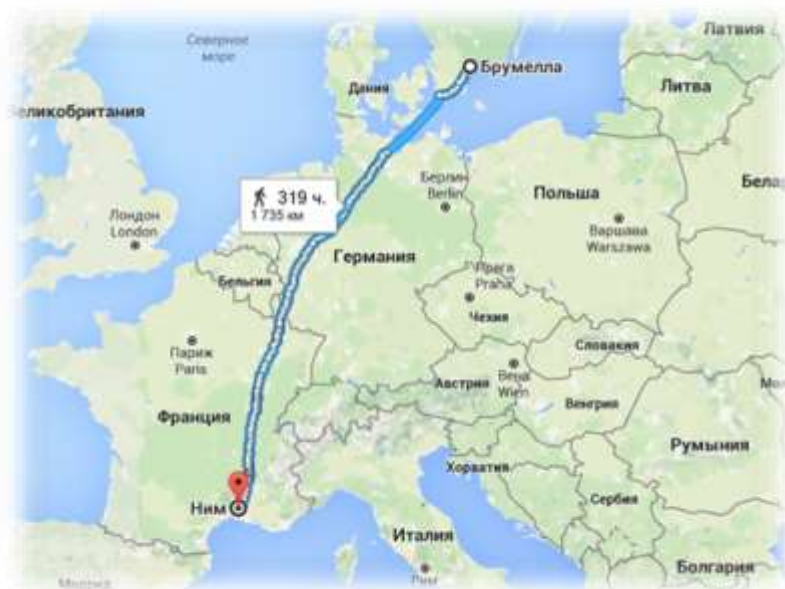 Латвия
Северное
море
Брумелла
Дания
Литва
Великобритания
319 ч.
1 735 км
Берлин
Berlin
Польша
Лондон
London
Варшава
Warszawa
Германия
Бельгия
Прага
Praha
Чехия
Париж
Paris
Словакия
Вена
Wien
Австрия
Венгрия
Франция
Румыния
Хорватия
Сербия
Ним
Италия
Рим
Болгария